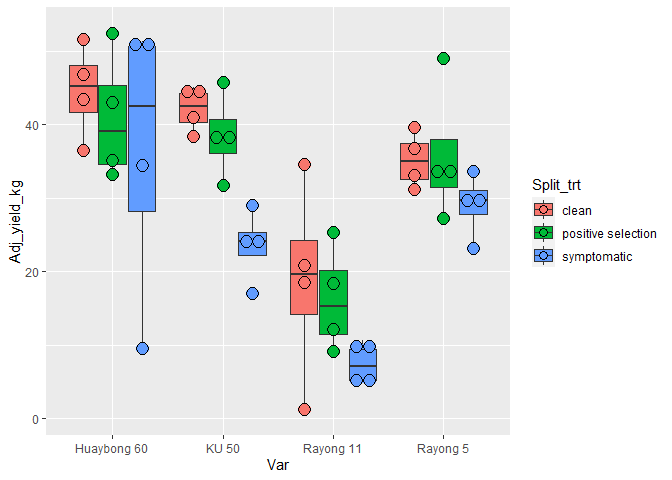 Adj_yield_kg
40
20
0
Huaybong 60
KU 50
Rayong 11
Rayong 5
Var
Split_trt
clean
positive selection
symptomatic